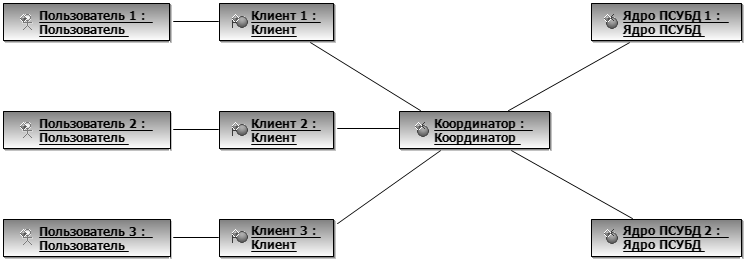 Пользователь 1 :
Пользователь
Клиент 1 :
Клиент
Ядро ПСУБД 1 :
Ядро ПСУБД
Пользователь 2 :
Пользователь
Клиент 2 :
Клиент
Координатор :
Координатор
Пользователь 3 :
Пользователь
Клиент 3 :
Клиент
Ядро ПСУБД 2 :
Ядро ПСУБД